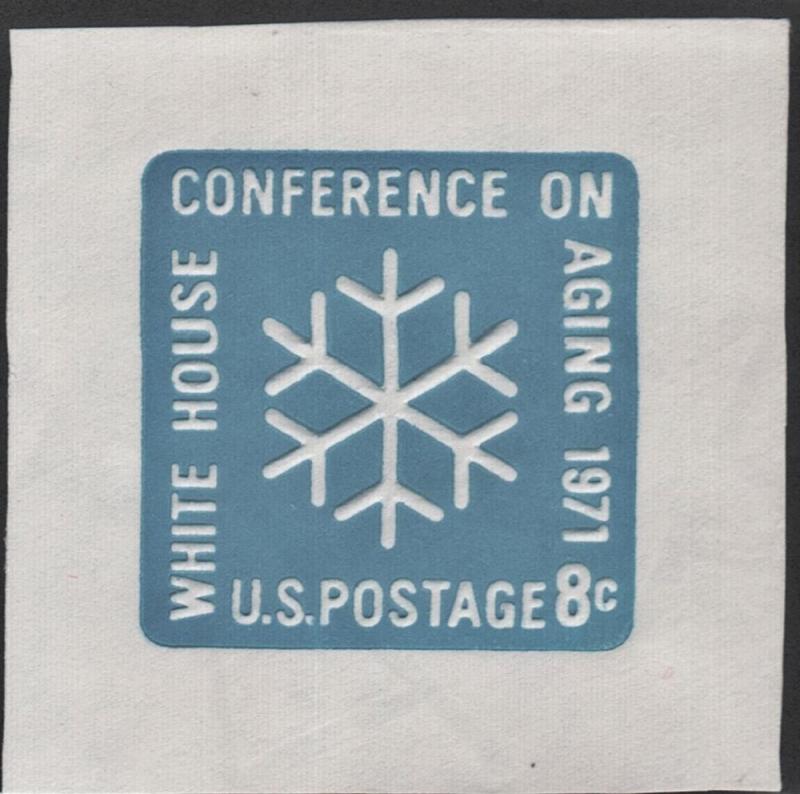 WHITE HOUSE
CONFERENCE ON
AGING 1971
U.S. POSTAGE 8c